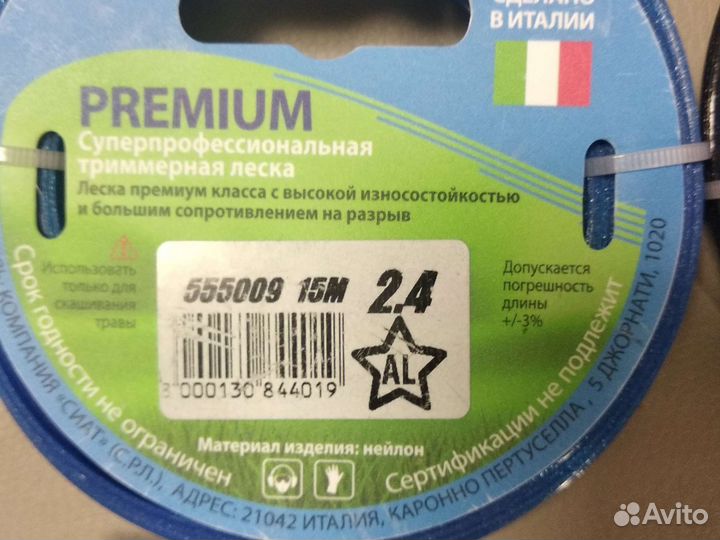 СДЕЛАНО
В ИТАЛИИ
PREMIUM
Суперпрофессиональная
триммерная леска
Леска премиум класса с высокой износостойкостью
и большим сопротивлением на разрыв
Использовать
только для
скашивания
травы
555009 15M 2.4
000130 844019
AL
Допускается
погрешность
длины
+/-3%
Срок годности не ограничен
Материал изделия: нейлон
Сертификации не подлежит
КОМПАНИЯ "СИАТ" (С.Р.Л.), АДРЕС: 21042 ИТАЛИЯ, КАРОННО ПЕРТУСЕЛЛА, 5 ДЖОРНАТИ, 1020
Avito